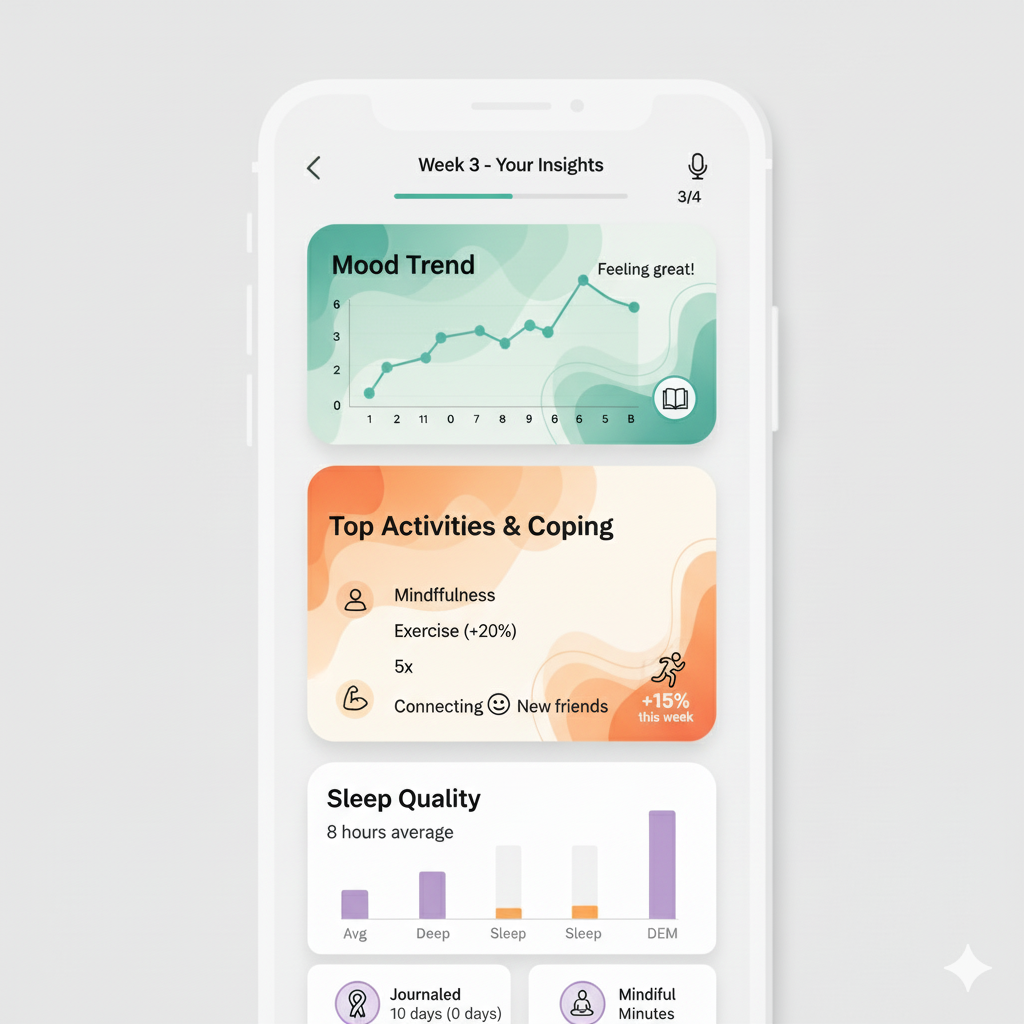 Week 3 - Your Insights
3/4
Mood Trend
Feeling great!
6
3
2
0
1 2 11 0 7 8 9 6 6 5 B
Top Activities & Coping
Mindffulness
Exercise (+20%)
5x
Connecting New friends
+15%
this week
Sleep Quality
8 hours average
Avg Deep Sleep Sleep DEM
Journaled
10 days (0 days)
Mindiful
Minutes